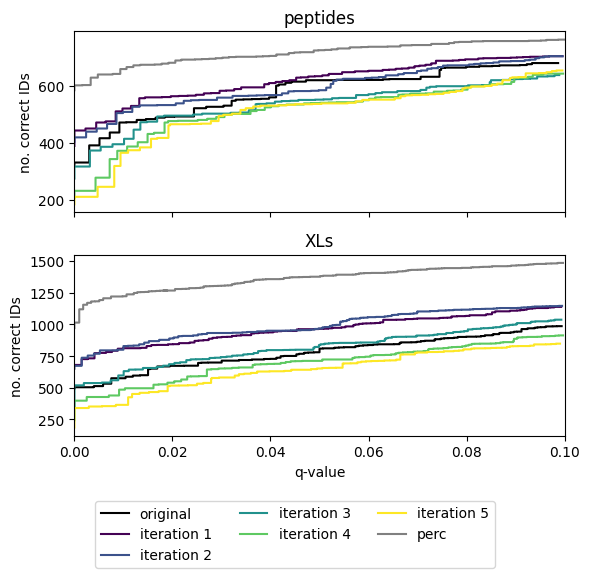 peptides
no. correct IDs
600
400
200
XLs
no. correct IDs
1500
1250
1000
750
500
250
0.00 0.02 0.04 0.06 0.08 0.10
q-value
original iteration 3 iteration 5
iteration 1 iteration 4 perc
iteration 2